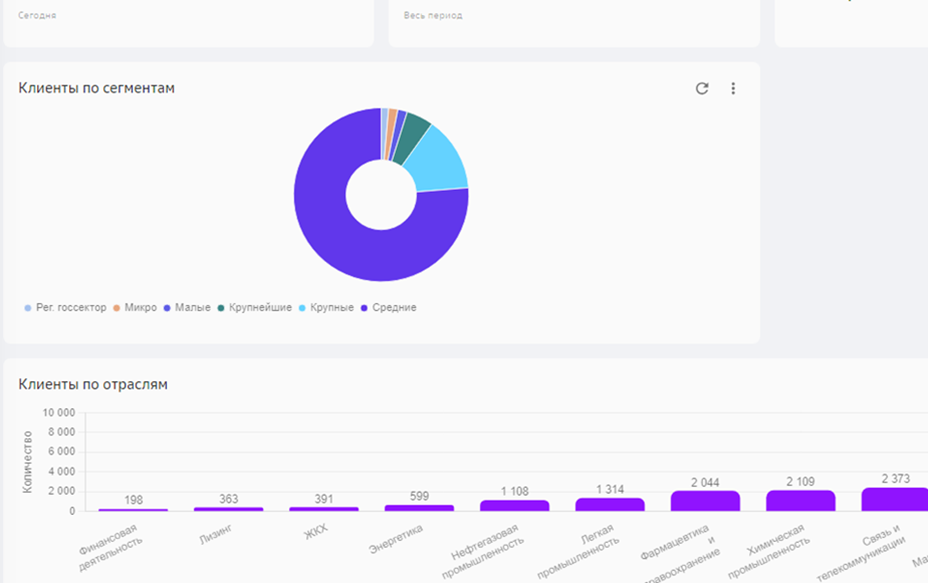 Сегодня
Весь период
Клиенты по сегментам
Рег. госсектор Микро Малые Крупнейшие Крупные Средние
Клиенты по отраслям
Количество
10 000
8 000
6 000
4 000
2 000
0
198 363 391 599 1 108 1 314 2 044 2 109 2 373
Финансовая
деятельность
Лизинг
ЖКХ
Энергетика
Нефтегазовая
промышленность
Легкая
промышленность
Фармацевтика
и
равоохранение
Химическая
промышленность
Связь и
телекоммуникации